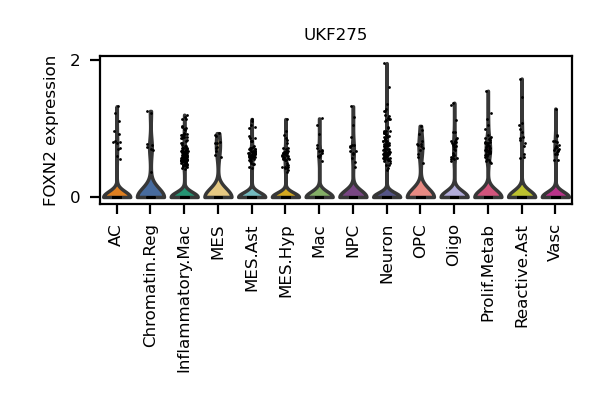 UKF275
FOXN2 expression
2
0
AC
Chromatin.Reg
Inflammatory.Mac
MES
MES.Ast
MES.Hyp
Mac
NPC
Neuron
OPC
Oligo
Prolif.Metab
Reactive.Ast
Vasc